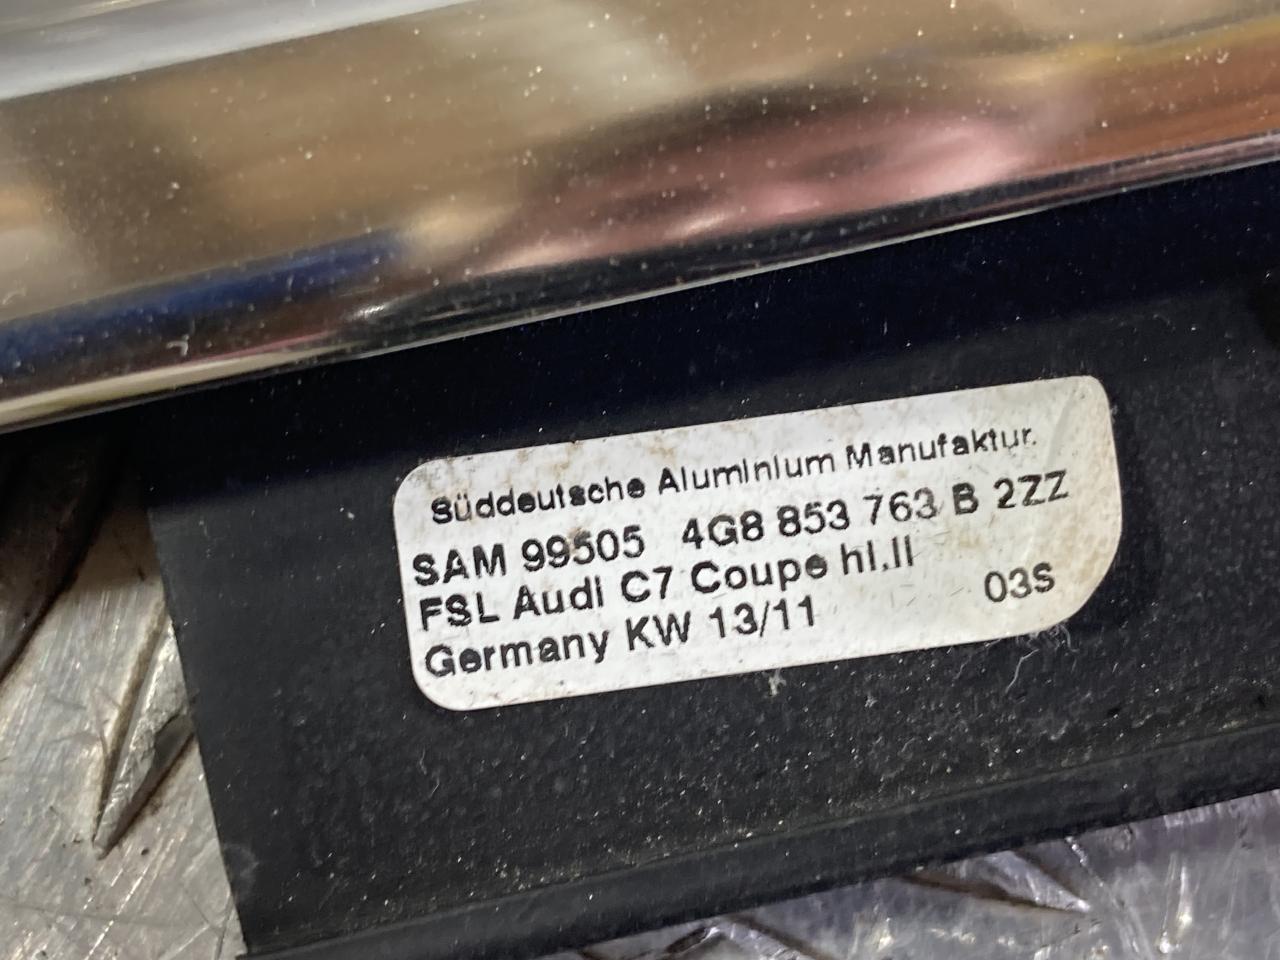 Süddeutsche Aluminium Manufaktur.
SAM 99505 4G8 853 763 B 2ZZ
FSL Audi C7 Coupe hl.ll
Germany KW 13/11 03S